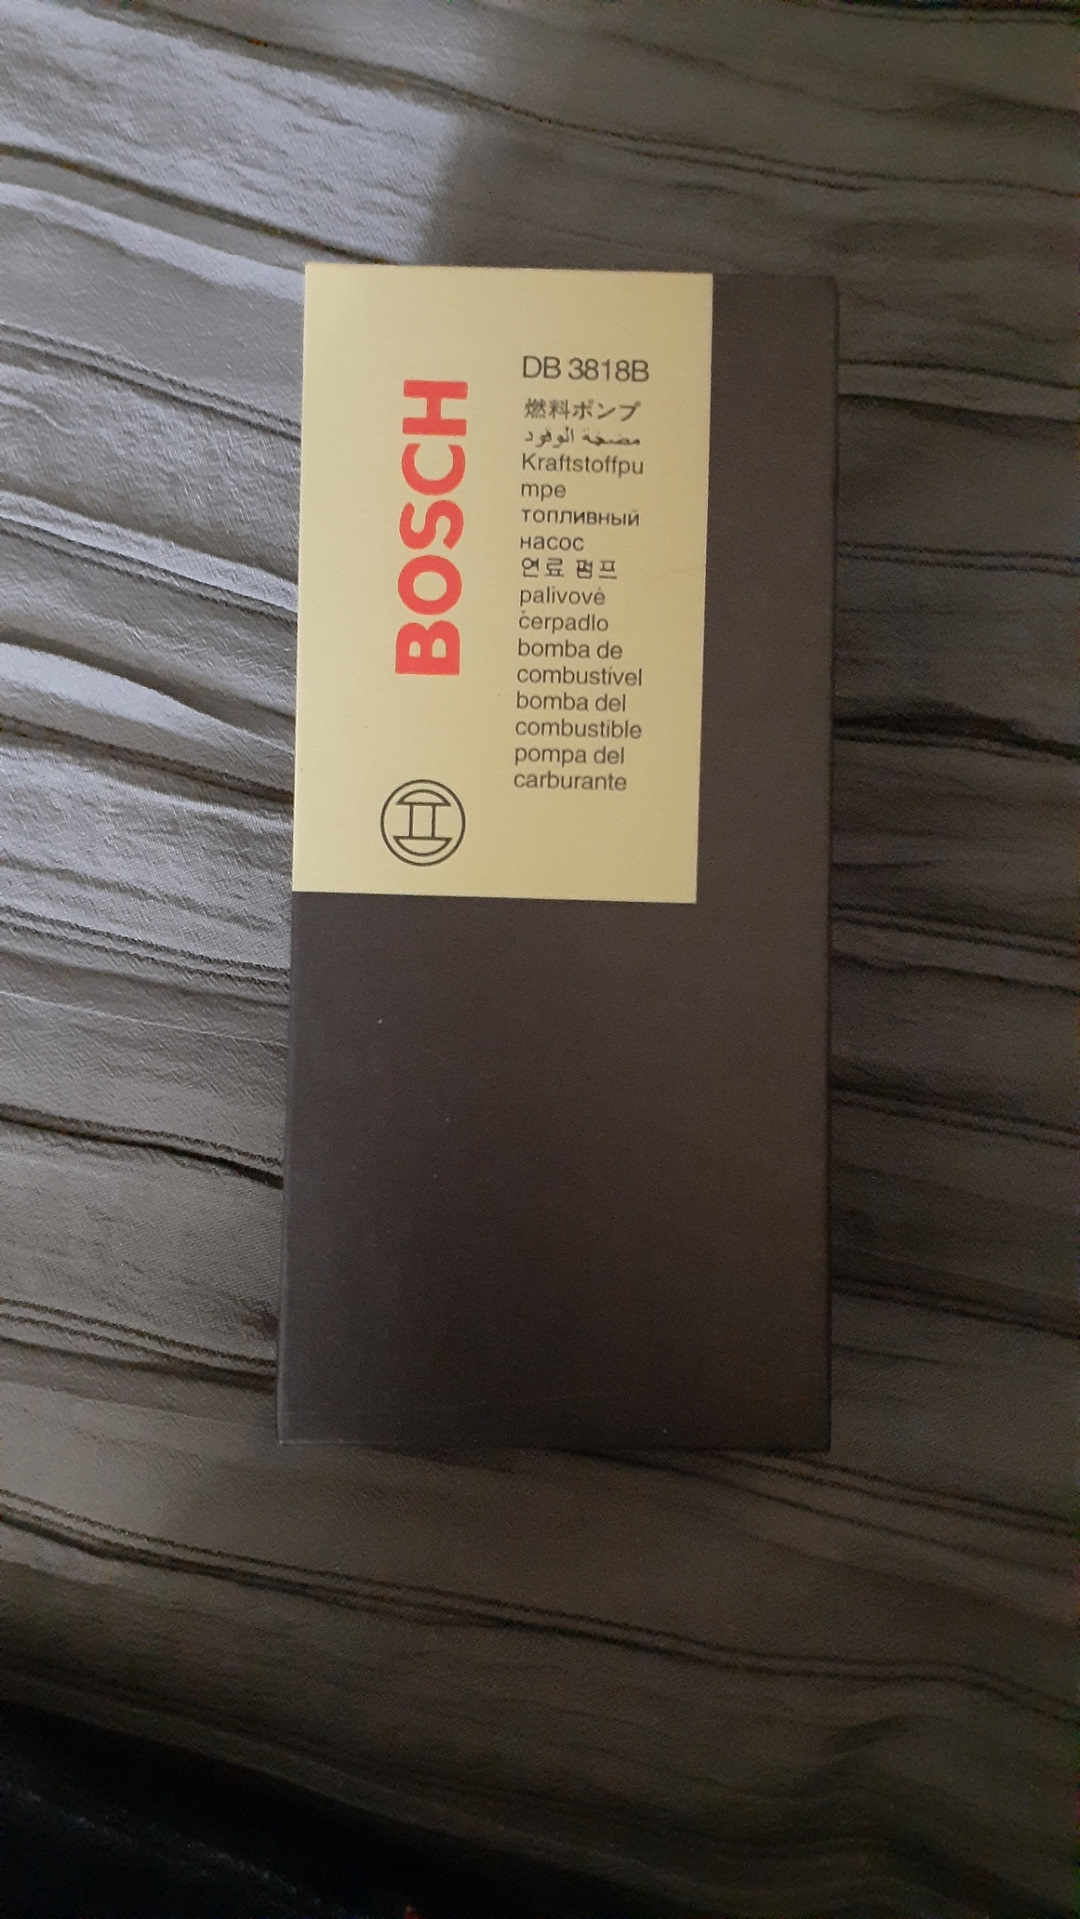 BOSCH
DB 3818B
燃料ポンプ
مضخة الوقود
Kraftstoffpu
mpe
топливный
насос
연료 펌프
palivové
čerpadlo
bomba de
combustível
bomba del
combustible
pompa del
carburante